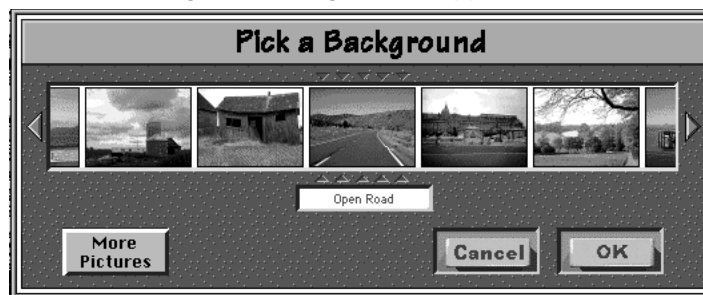 Pick a Background
Open Road
More
Pictures
Cancel
OK